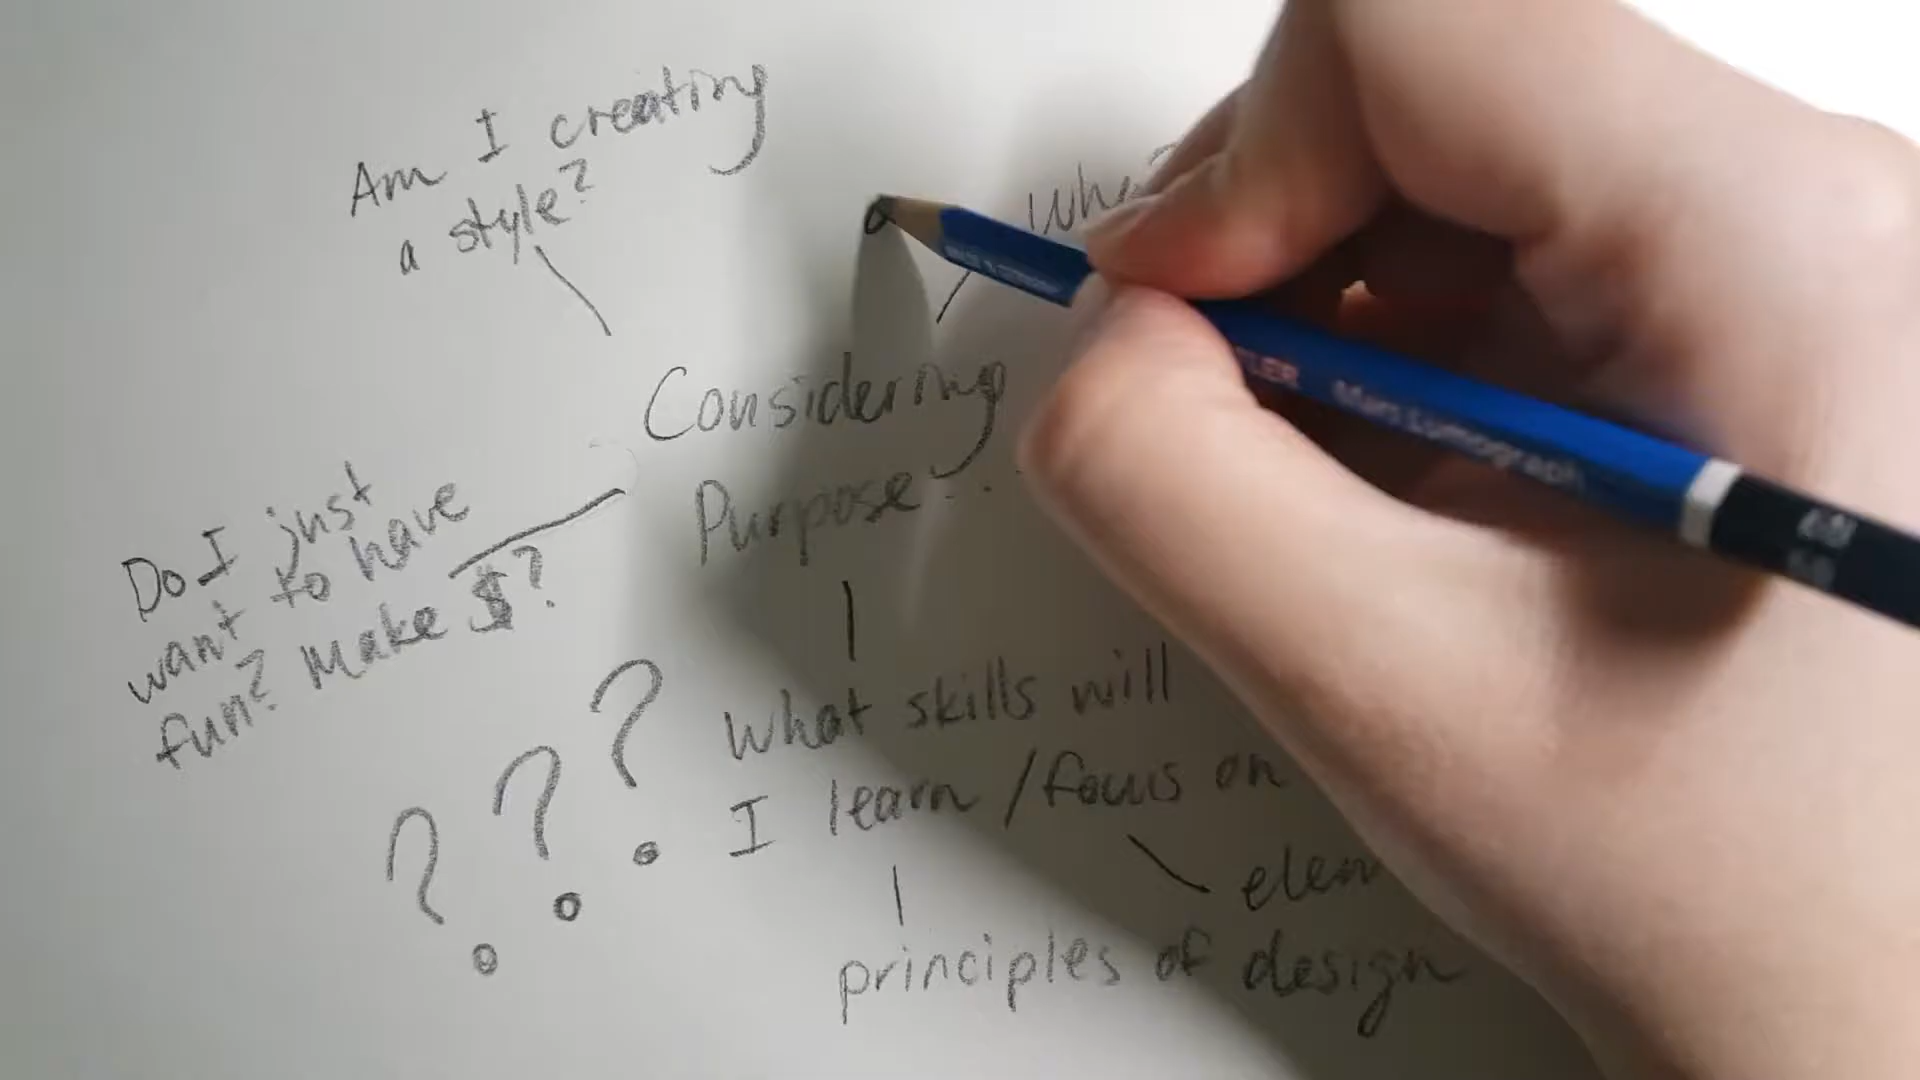 Am I creating
a style?
Considering
Purpose...
Do I just
want to have
fun? Make $?
? ? ?
What skills will
I learn / focus on
principles of design
Mars Lumograph